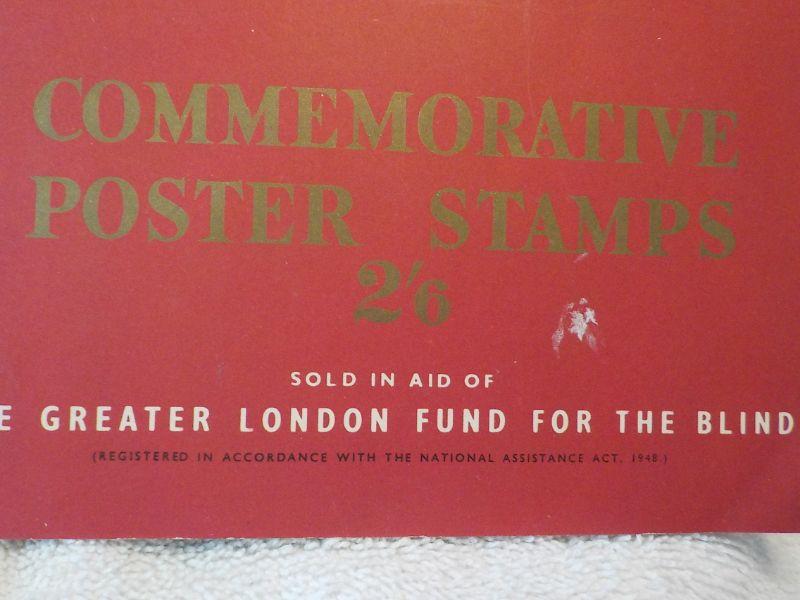 COMMEMORATIVE
POSTER STAMPS
2'6
SOLD IN AID OF
E GREATER LONDON FUND FOR THE BLIND
(REGISTERED IN ACCORDANCE WITH THE NATIONAL ASSISTANCE ACT, 1948.)